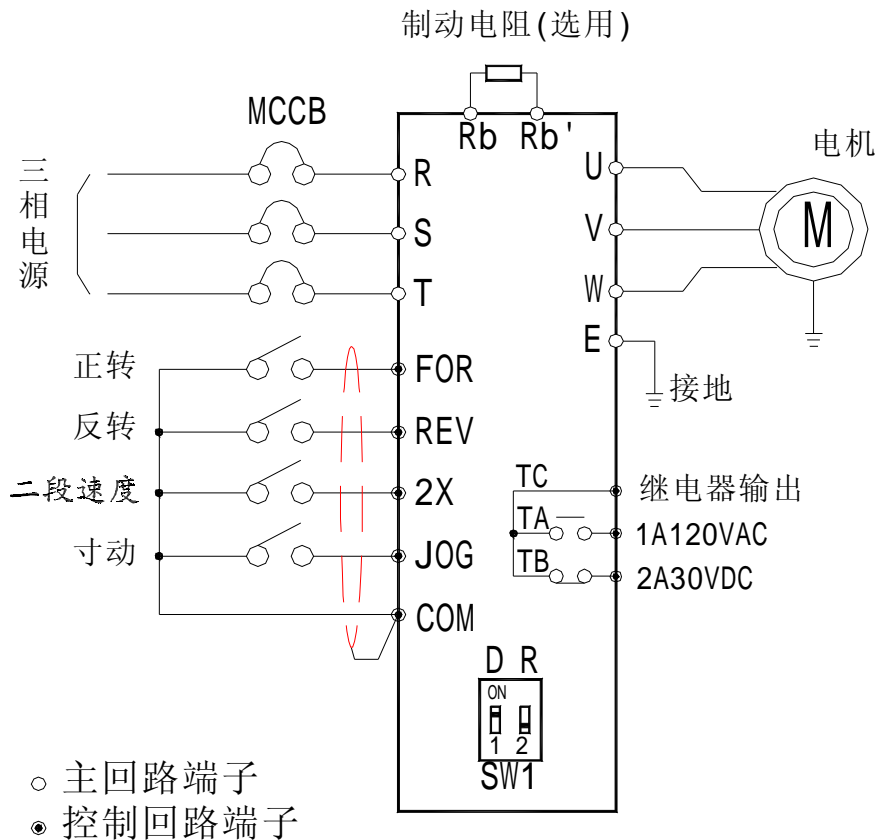 制动电阻(选用)
MCCB
Rb Rb'
电机
三相电源
R
U
S
V
M
T
W
E
接地
正转
FOR
反转
REV
二段速度
2X
寸动
JOG
COM
TC
继电器输出
TA
1A120VAC
TB
2A30VDC
D R
ON
1 2
SW1
主回路端子
控制回路端子